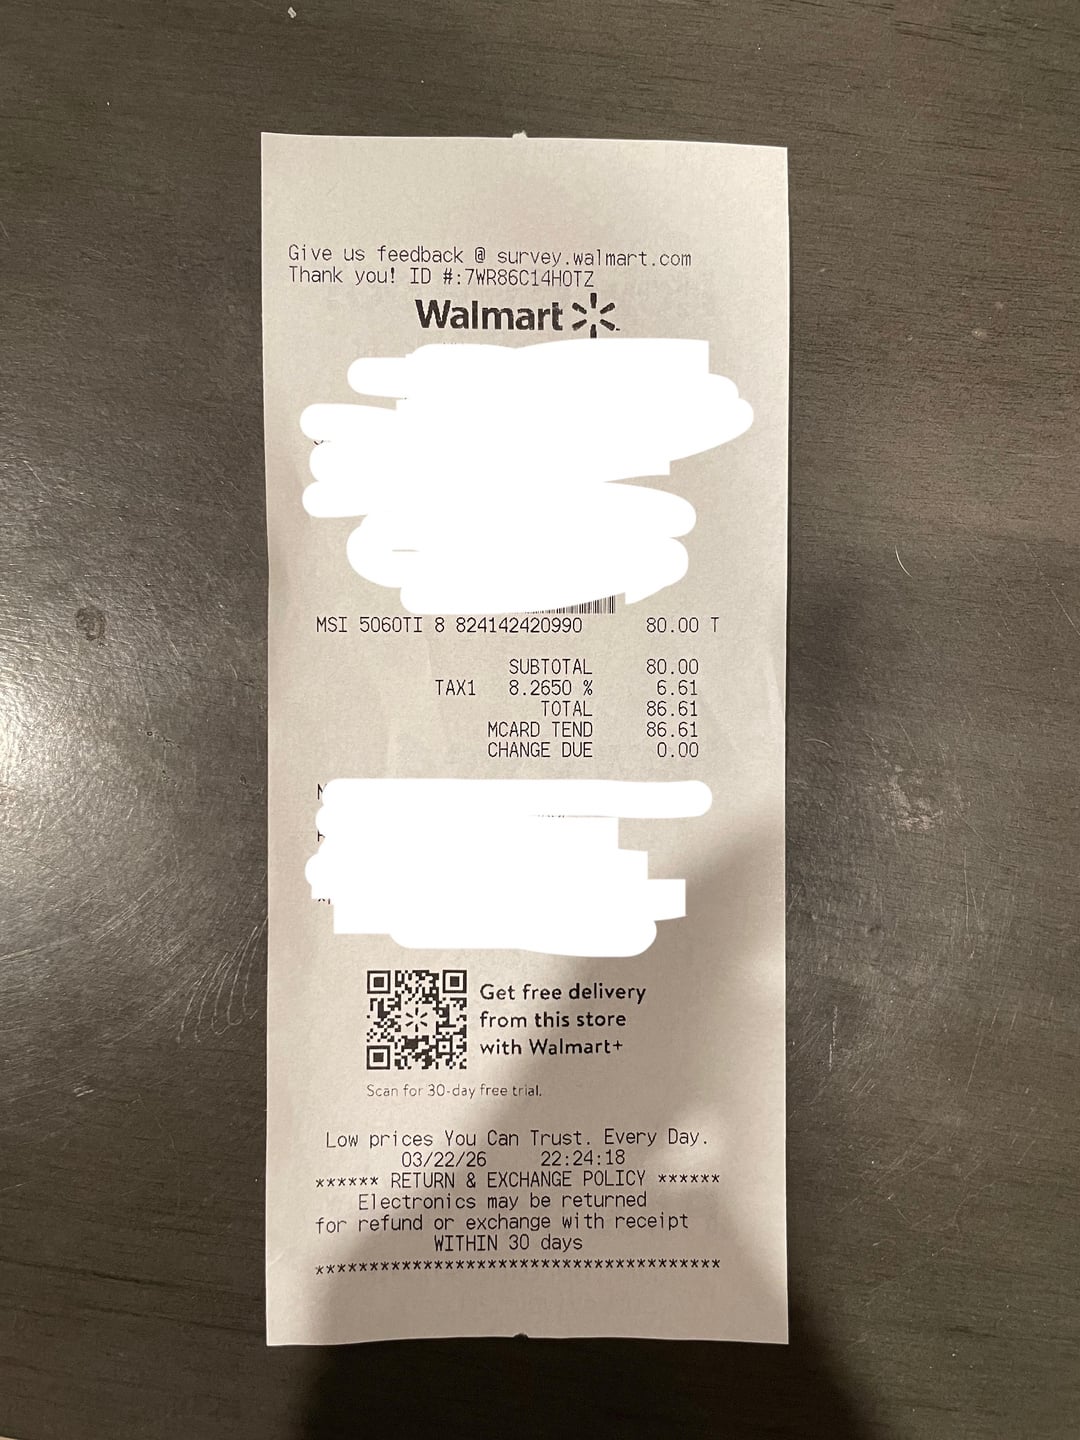 Give us feedback @ survey.walmart.com
Thank you! ID #:7WR86C14H0TZ
Walmart
MSI 5060TI 8 824142420990 80.00 T
SUBTOTAL 80.00
TAX1 8.2650 % 6.61
TOTAL 86.61
MCARD TEND 86.61
CHANGE DUE 0.00
Get free delivery
from this store
with Walmart+
Scan for 30-day free trial.
Low prices You Can Trust. Every Day.
03/22/26 22:24:18
****** RETURN & EXCHANGE POLICY ******
Electronics may be returned
for refund or exchange with receipt
WITHIN 30 days
**************************************